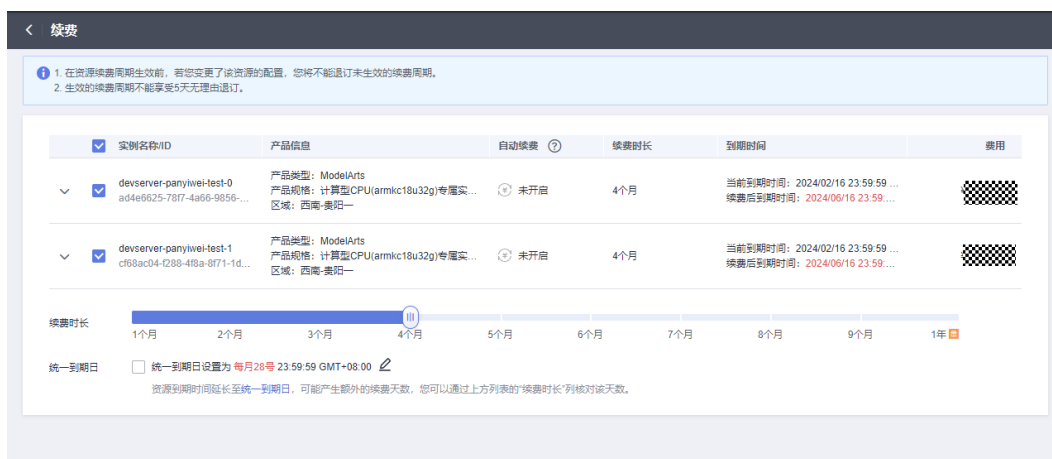 续费
1. 在资源续费周期生效前，若您变更了该资源的配置，您将不能退订未生效的续费周期。
2. 生效的续费周期不能享受5天无理由退订。
实例名称/ID 产品信息 自动续费 ? 续费时长 到期时间 费用
devserver-panyiwei-test-0
ad4e6625-78f7-4a66-9856-...
产品类型：ModelArts
产品规格：计算型CPU(armkc18u32g)专属实...
区域：西南-贵阳一
未开启
4个月
当前到期时间：2024/02/16 23:59:59 ...
续费后到期时间：2024/06/16 23:59:...
devserver-panyiwei-test-1
cf68ac04-f288-4f8a-8f71-1d...
产品类型：ModelArts
产品规格：计算型CPU(armkc18u32g)专属实...
区域：西南-贵阳一
未开启
4个月
当前到期时间：2024/02/16 23:59:59 ...
续费后到期时间：2024/06/16 23:59:...
续费时长
1个月 2个月 3个月 4个月 5个月 6个月 7个月 8个月 9个月 1年
统一到期日 统一到期日设置为 每月28号 23:59:59 GMT+08:00
资源到期时间延长至统一到期日，可能产生额外的续费天数，您可以通过上方列表的“续费时长”列核对该天数。